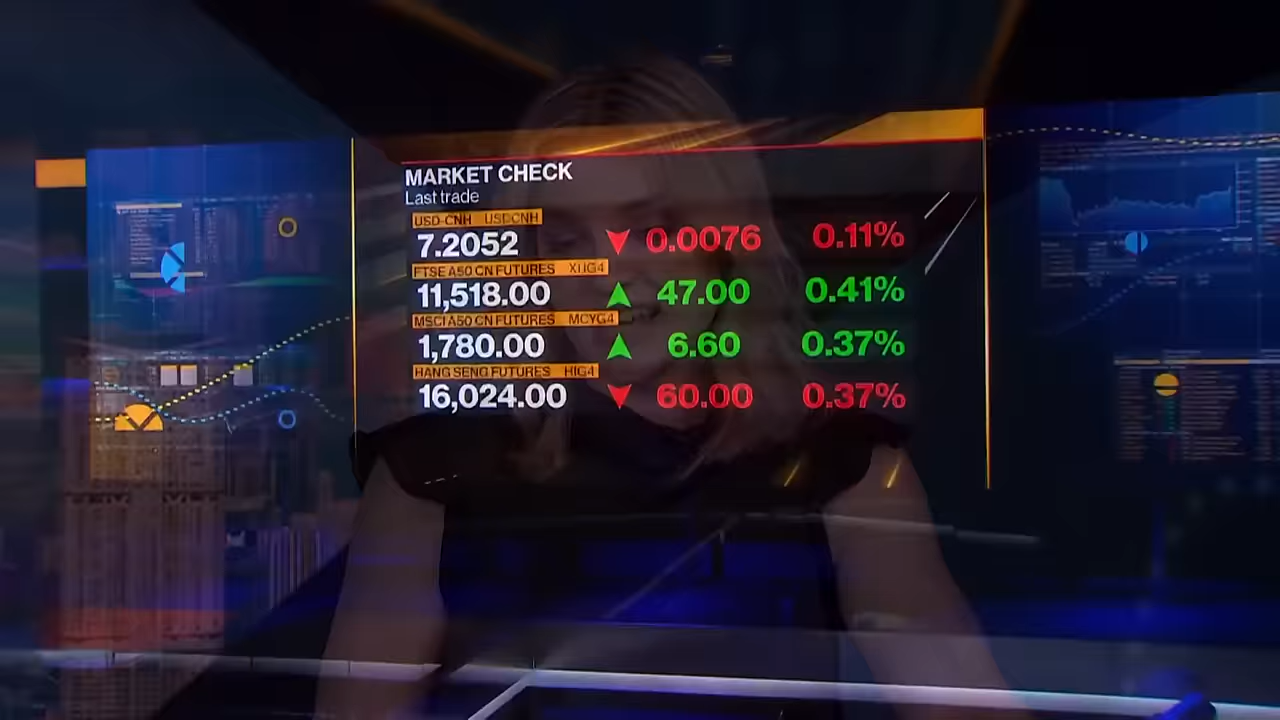 MARKET CHECK
Last trade
USD-CNH USDCNH
7.2052 ▼ 0.0076 0.11%
FTSE A50 CN FUTURES XUG4
11,518.00 ▲ 47.00 0.41%
MSCI A50 CN FUTURES MCYG4
1,780.00 ▲ 6.60 0.37%
HANG SENG FUTURES HIG4
16,024.00 ▼ 60.00 0.37%